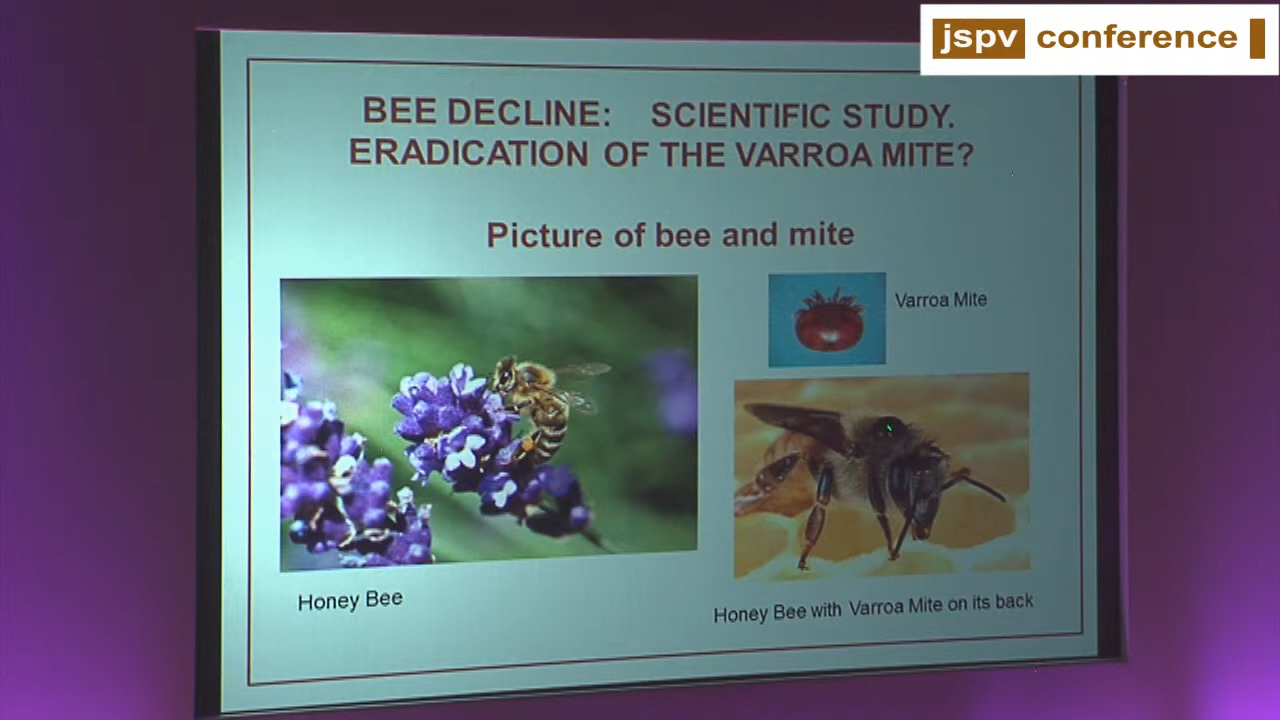 jspv conference
BEE DECLINE: SCIENTIFIC STUDY.
ERADICATION OF THE VARROA MITE?
Picture of bee and mite
Varroa Mite
Honey Bee
Honey Bee with Varroa Mite on its back